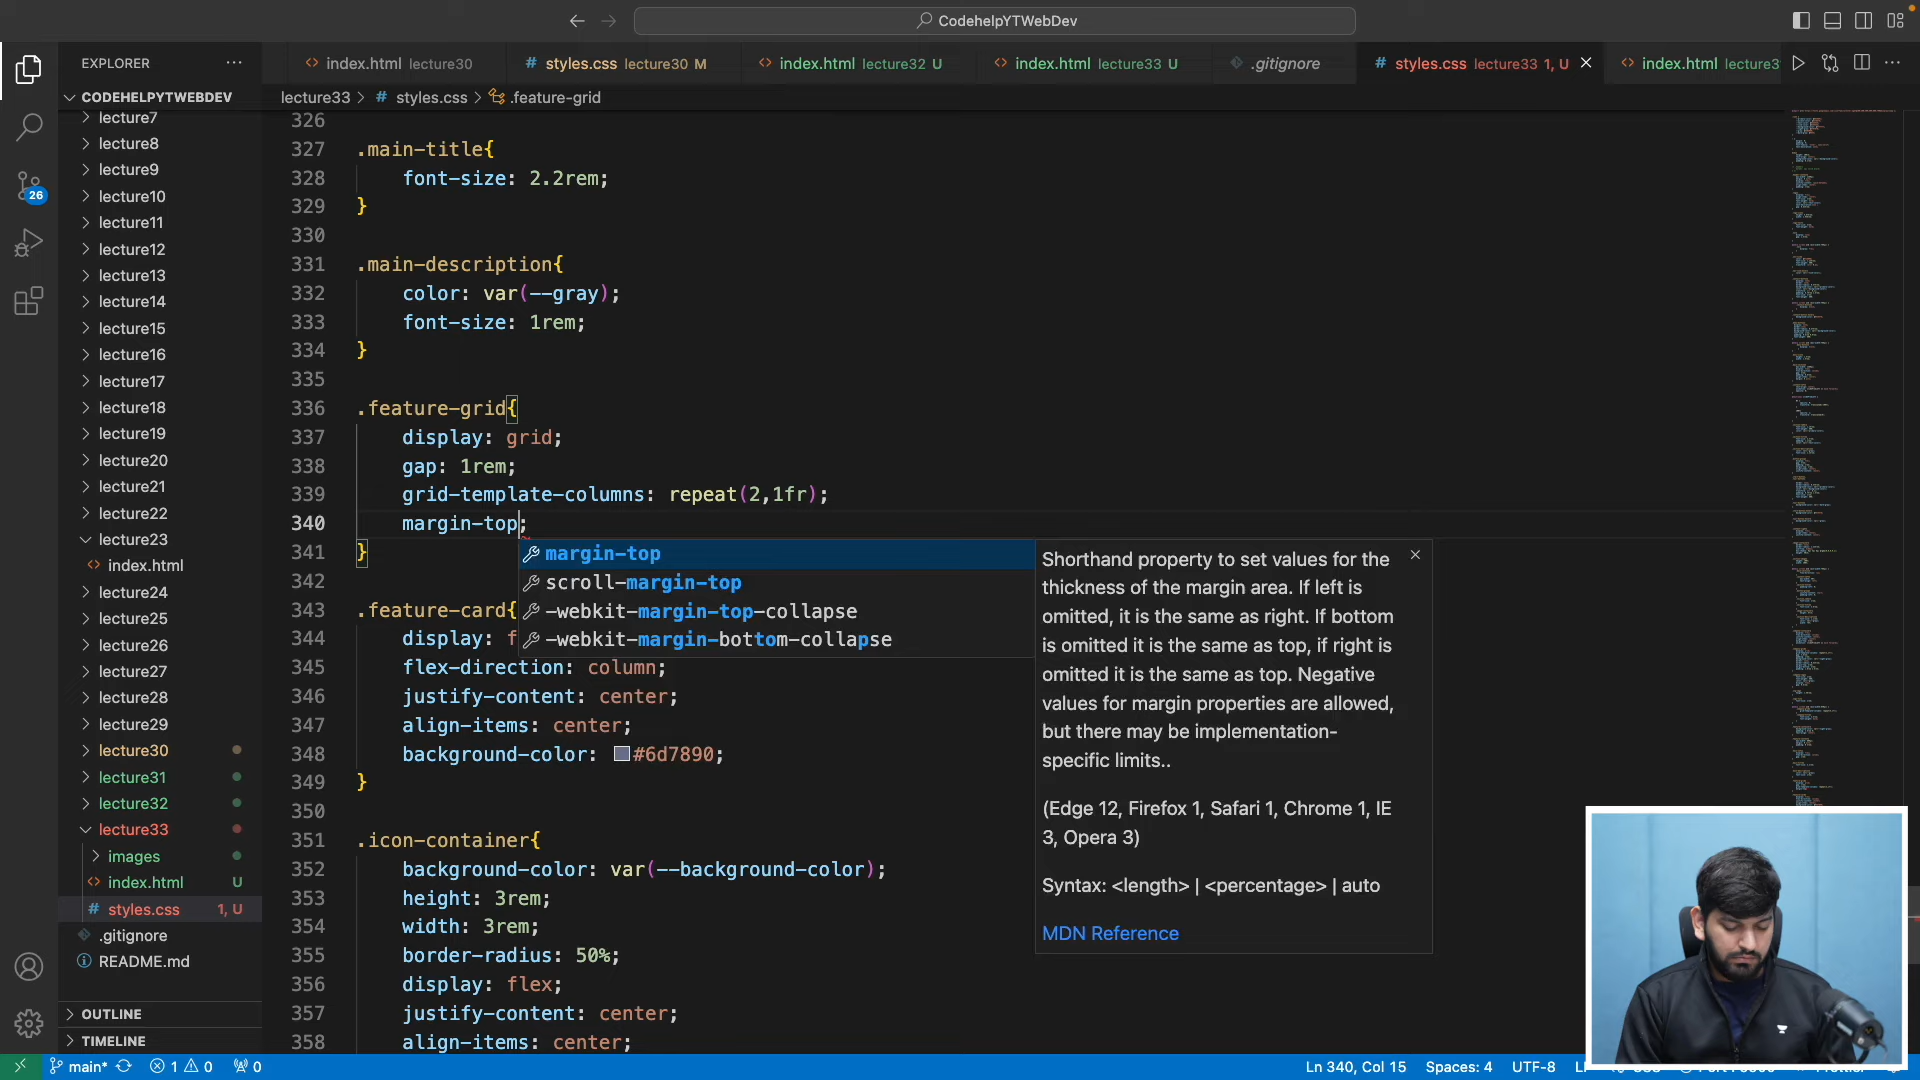 CodehelpYTWebDev
EXPLORER
index.html lecture30
styles.css lecture30 M
index.html lecture32 U
index.html lecture33 U
.gitignore
styles.css lecture33 1, U
index.html lecture3
CODEHELPYTWEBDEV
lecture33 > # styles.css > .feature-grid
lecture7
lecture8
lecture9
lecture10
lecture11
lecture12
lecture13
lecture14
lecture15
lecture16
lecture17
lecture18
lecture19
lecture20
lecture21
lecture22
lecture23
index.html
lecture24
lecture25
lecture26
lecture27
lecture28
lecture29
lecture30
lecture31
lecture32
lecture33
images
index.html U
# styles.css 1, U
.gitignore
README.md
OUTLINE
TIMELINE
26
326
327 .main-title{
328 font-size: 2.2rem;
329 }
330
331 .main-description{
332 color: var(--gray);
333 font-size: 1rem;
334 }
335
336 .feature-grid{
337 display: grid;
338 gap: 1rem;
339 grid-template-columns: repeat(2,1fr);
340 margin-top;
341 }
342
343 .feature-card{
344 display: f
345 flex-direction: column;
346 justify-content: center;
347 align-items: center;
348 background-color: #6d7890;
349 }
350
351 .icon-container{
352 background-color: var(--background-color);
353 height: 3rem;
354 width: 3rem;
355 border-radius: 50%;
356 display: flex;
357 justify-content: center;
358 align-items: center;
margin-top
scroll-margin-top
-webkit-margin-top-collapse
-webkit-margin-bottom-collapse
Shorthand property to set values for the
thickness of the margin area. If left is
omitted, it is the same as right. If bottom
is omitted it is the same as top, if right is
omitted it is the same as top. Negative
values for margin properties are allowed,
but there may be implementation-
specific limits..
(Edge 12, Firefox 1, Safari 1, Chrome 1, IE
3, Opera 3)
Syntax: <length> | <percentage> | auto
MDN Reference
main* 1 0 0
Ln 340, Col 15 Spaces: 4 UTF-8